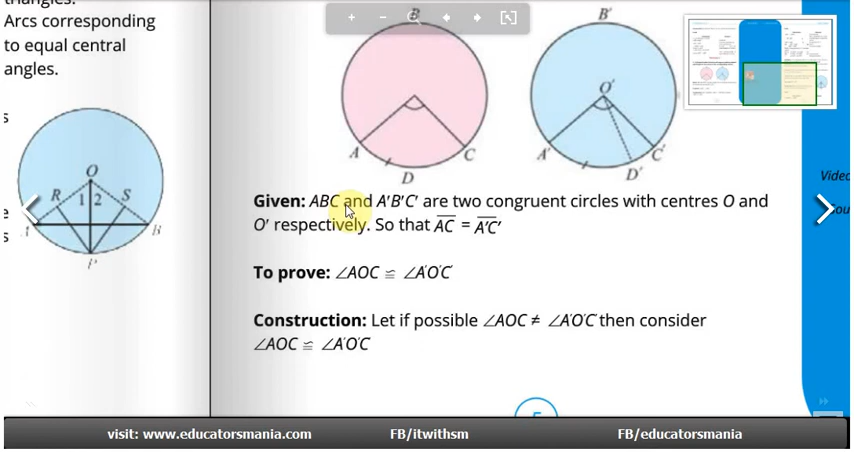 Arcs corresponding
to equal central
angles.
O
R
1
2
S
B
B
A
C
D
B'
O'
A'
C'
D'
Given: ABC and A'B'C' are two congruent circles with centres O and
O' respectively. So that AC = A'C'
To prove: ∠AOC ≅ ∠A'O'C'
Construction: Let if possible ∠AOC ≠ ∠A'O'C' then consider
∠AOC ≅ ∠A'O'C'
visit: www.educatorsmania.com
FB/itwithsm
FB/educatorsmania